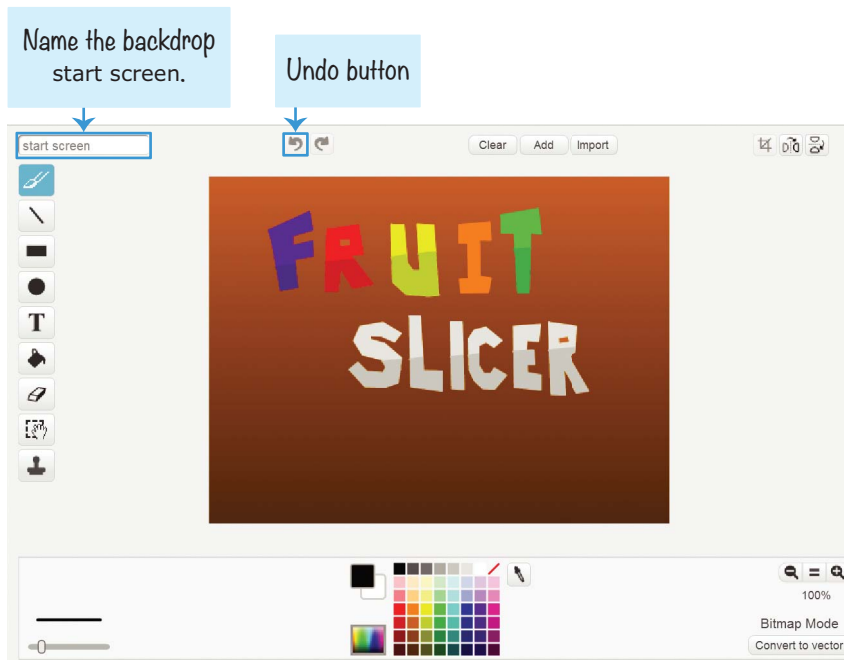 Name the backdrop
start screen.
Undo button
start screen
Clear
Add
Import
T
FRUIT
SLICER
100%
Bitmap Mode
Convert to vector